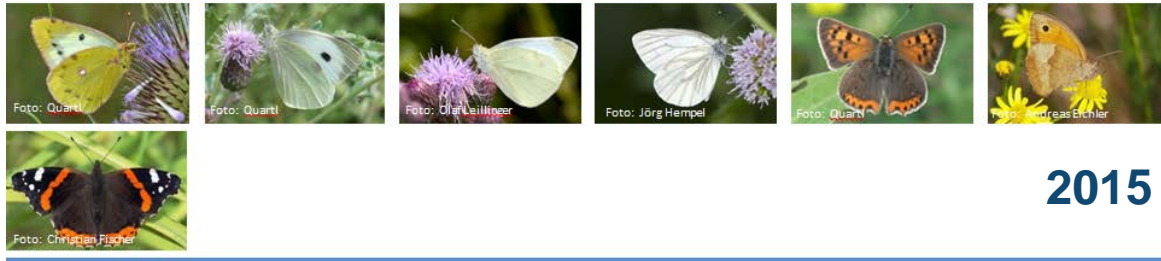 Foto: Quartl
Foto: Quartl
Foto: Olaf Leillinger
Foto: Jörg Hempel
Foto: Quartl
Foto: Andreas Eichler
Foto: Christian Fischer
2015